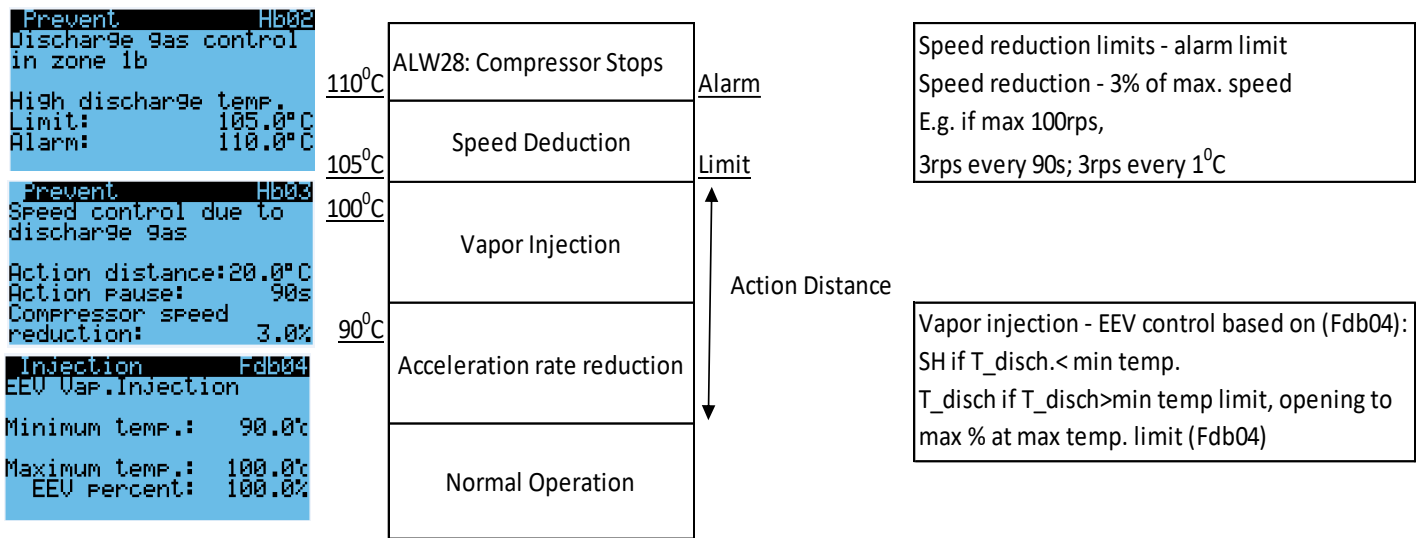 Prevent Hb02
Discharge gas control
in zone 1b
High discharge temp.
Limit: 105.0°C
Alarm: 110.0°C
Prevent Hb03
Speed control due to
discharge gas
Action distance:20.0°C
Action pause: 90s
Compressor speed
reduction: 3.0%
Injection Fdb04
EEV Vap.Injection
Minimum temp.: 90.0°c
Maximum temp.: 100.0°c
EEV percent: 100.0%
ALW28: Compressor Stops
110⁰C
Alarm
Speed Deduction
105⁰C
Limit
100⁰C
Vapor Injection
Action Distance
90⁰C
Acceleration rate reduction
Normal Operation
Speed reduction limits - alarm limit
Speed reduction - 3% of max. speed
E.g. if max 100rps,
3rps every 90s; 3rps every 1⁰C
Vapor injection - EEV control based on (Fdb04):
SH if T_disch.< min temp.
T_disch if T_disch>min temp limit, opening to
max % at max temp. limit (Fdb04)